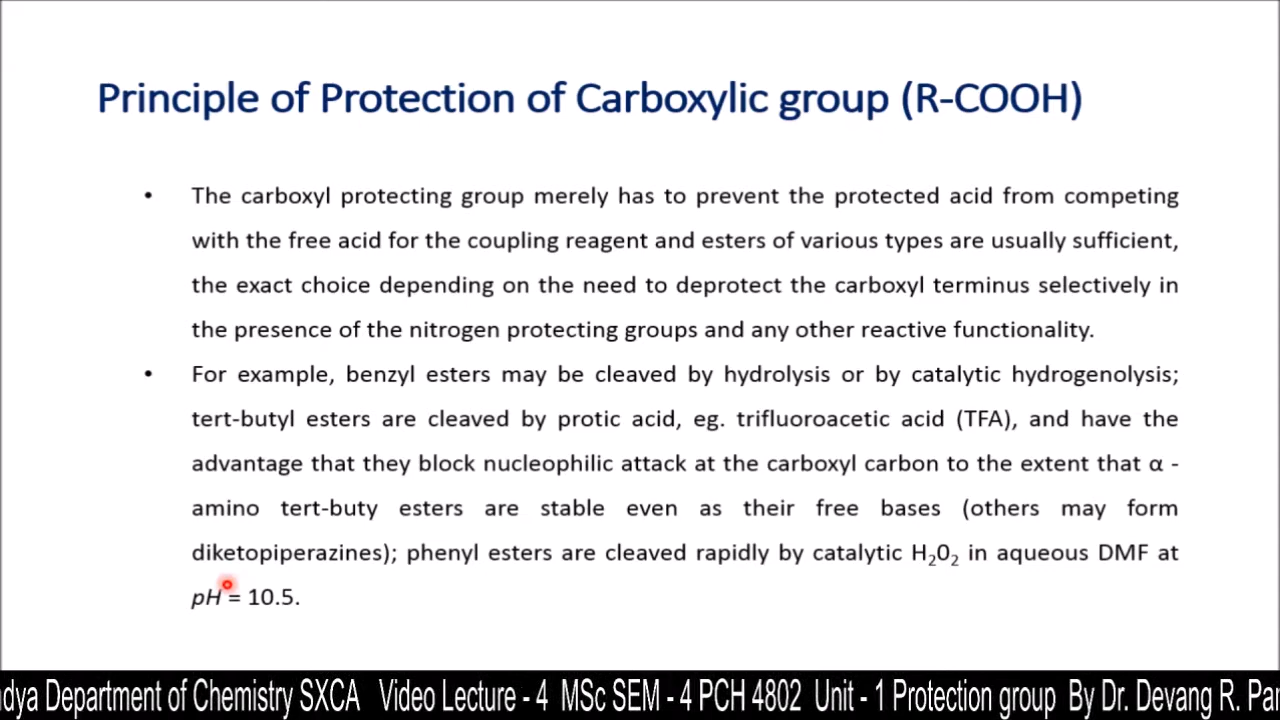 Principle of Protection of Carboxylic group (R-COOH)
• The carboxyl protecting group merely has to prevent the protected acid from competing
with the free acid for the coupling reagent and esters of various types are usually sufficient,
the exact choice depending on the need to deprotect the carboxyl terminus selectively in
the presence of the nitrogen protecting groups and any other reactive functionality.
• For example, benzyl esters may be cleaved by hydrolysis or by catalytic hydrogenolysis;
tert-butyl esters are cleaved by protic acid, eg. trifluoroacetic acid (TFA), and have the
advantage that they block nucleophilic attack at the carboxyl carbon to the extent that α -
amino tert-buty esters are stable even as their free bases (others may form
diketopiperazines); phenyl esters are cleaved rapidly by catalytic H₂0₂ in aqueous DMF at
pH = 10.5.
Department of Chemistry SXCA Video Lecture - 4 MSc SEM - 4 PCH 4802 Unit - 1 Protection group By Dr. Devang R.